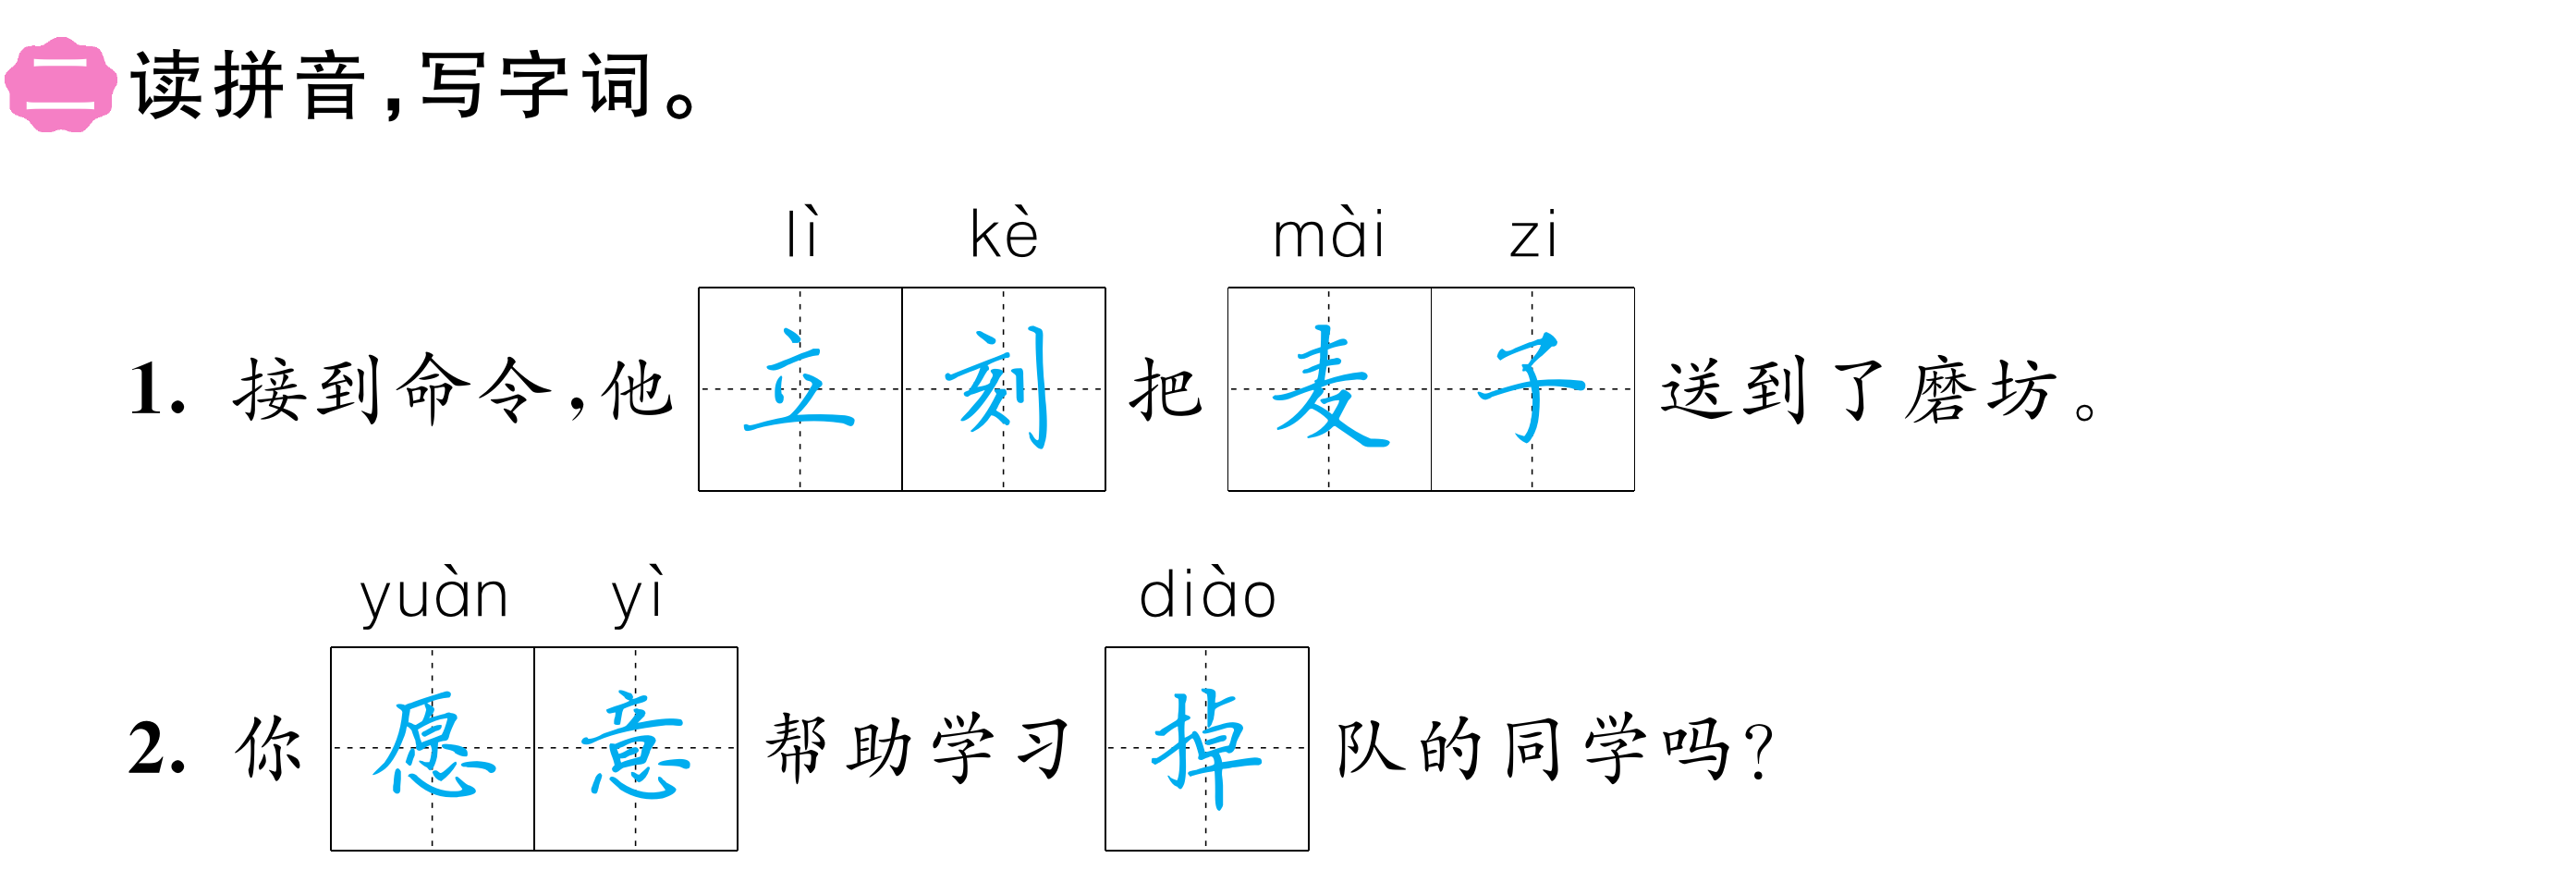 二 读拼音,写字词。
lì kè mài zi
1. 接到命令,他立刻把麦子送到了磨坊。
yuàn yì diào
2. 你愿意帮助学习掉队的同学吗?